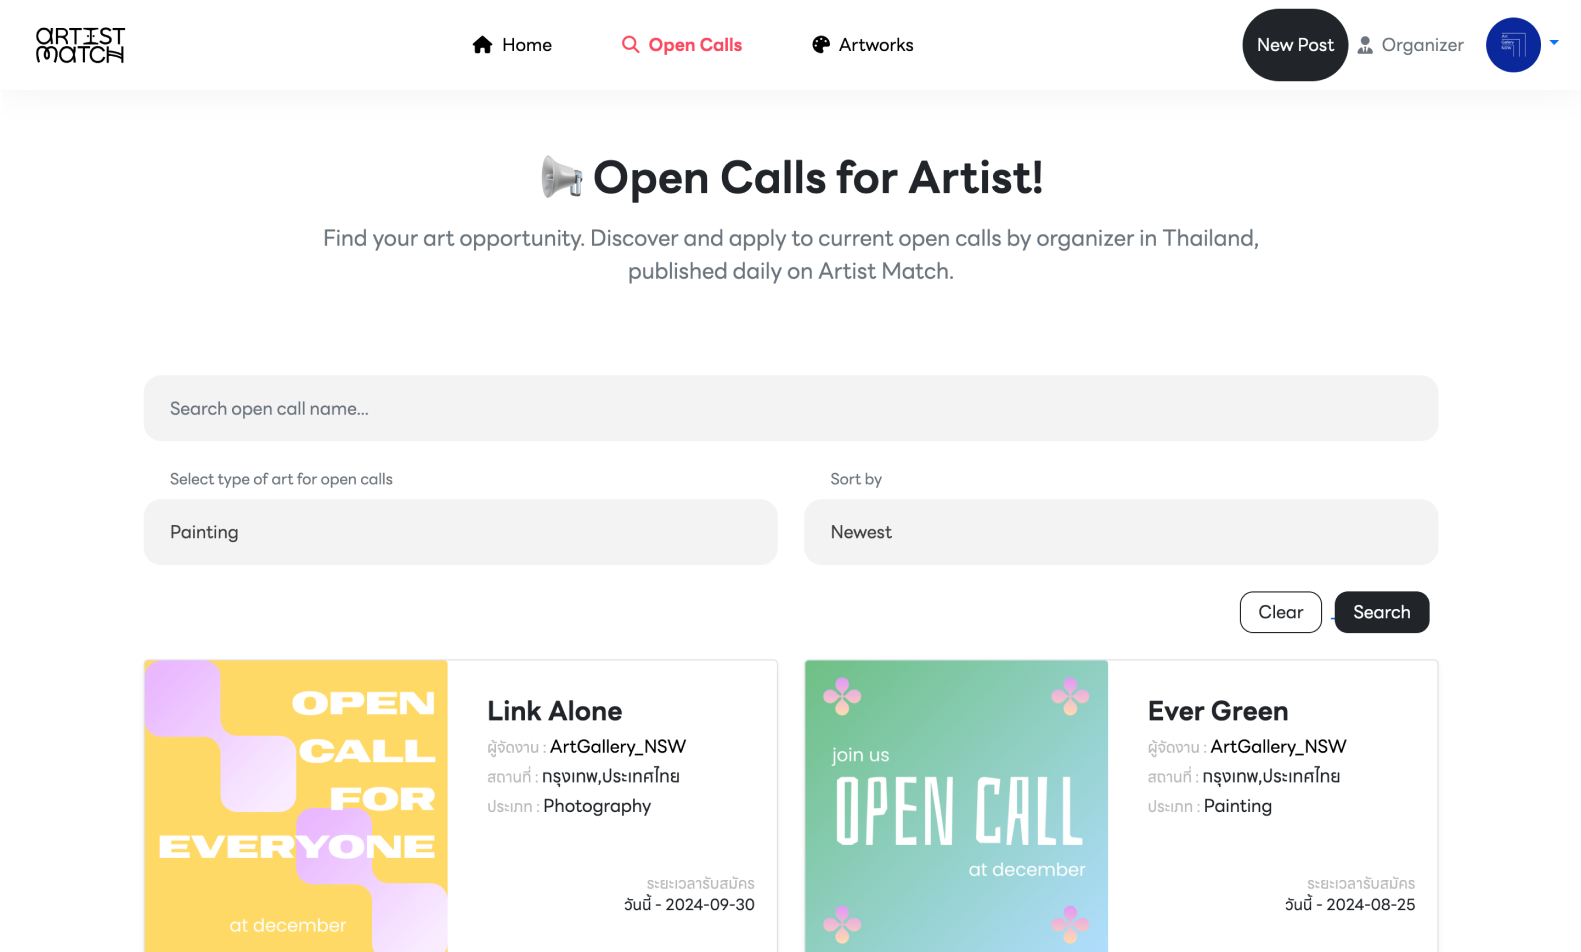 ARTIST
MATCH
Home
Open Calls
Artworks
New Post
Organizer
Art
Gallery
NSW
Open Calls for Artist!
Find your art opportunity. Discover and apply to current open calls by organizer in Thailand,
published daily on Artist Match.
Search open call name...
Select type of art for open calls
Painting
Sort by
Newest
Clear
Search
OPEN
CALL
FOR
EVERYONE
at december
Link Alone
ผู้จัดงาน : ArtGallery_NSW
สถานที่ : กรุงเทพ,ประเทศไทย
ประเภท : Photography
ระยะเวลารับสมัคร
วันนี้ - 2024-09-30
join us
OPEN CALL
at december
Ever Green
ผู้จัดงาน : ArtGallery_NSW
สถานที่ : กรุงเทพ,ประเทศไทย
ประเภท : Painting
ระยะเวลารับสมัคร
วันนี้ - 2024-08-25